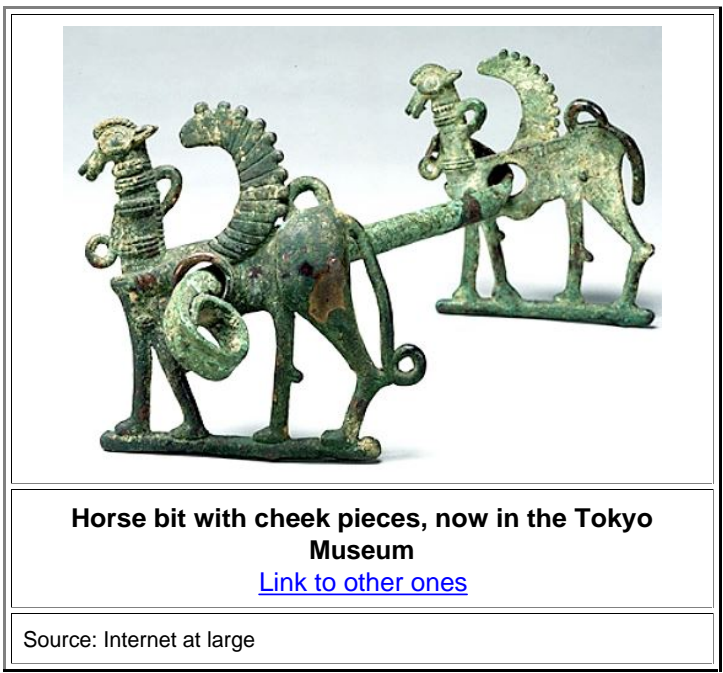 Horse bit with cheek pieces, now in the Tokyo
Museum
Link to other ones
Source: Internet at large